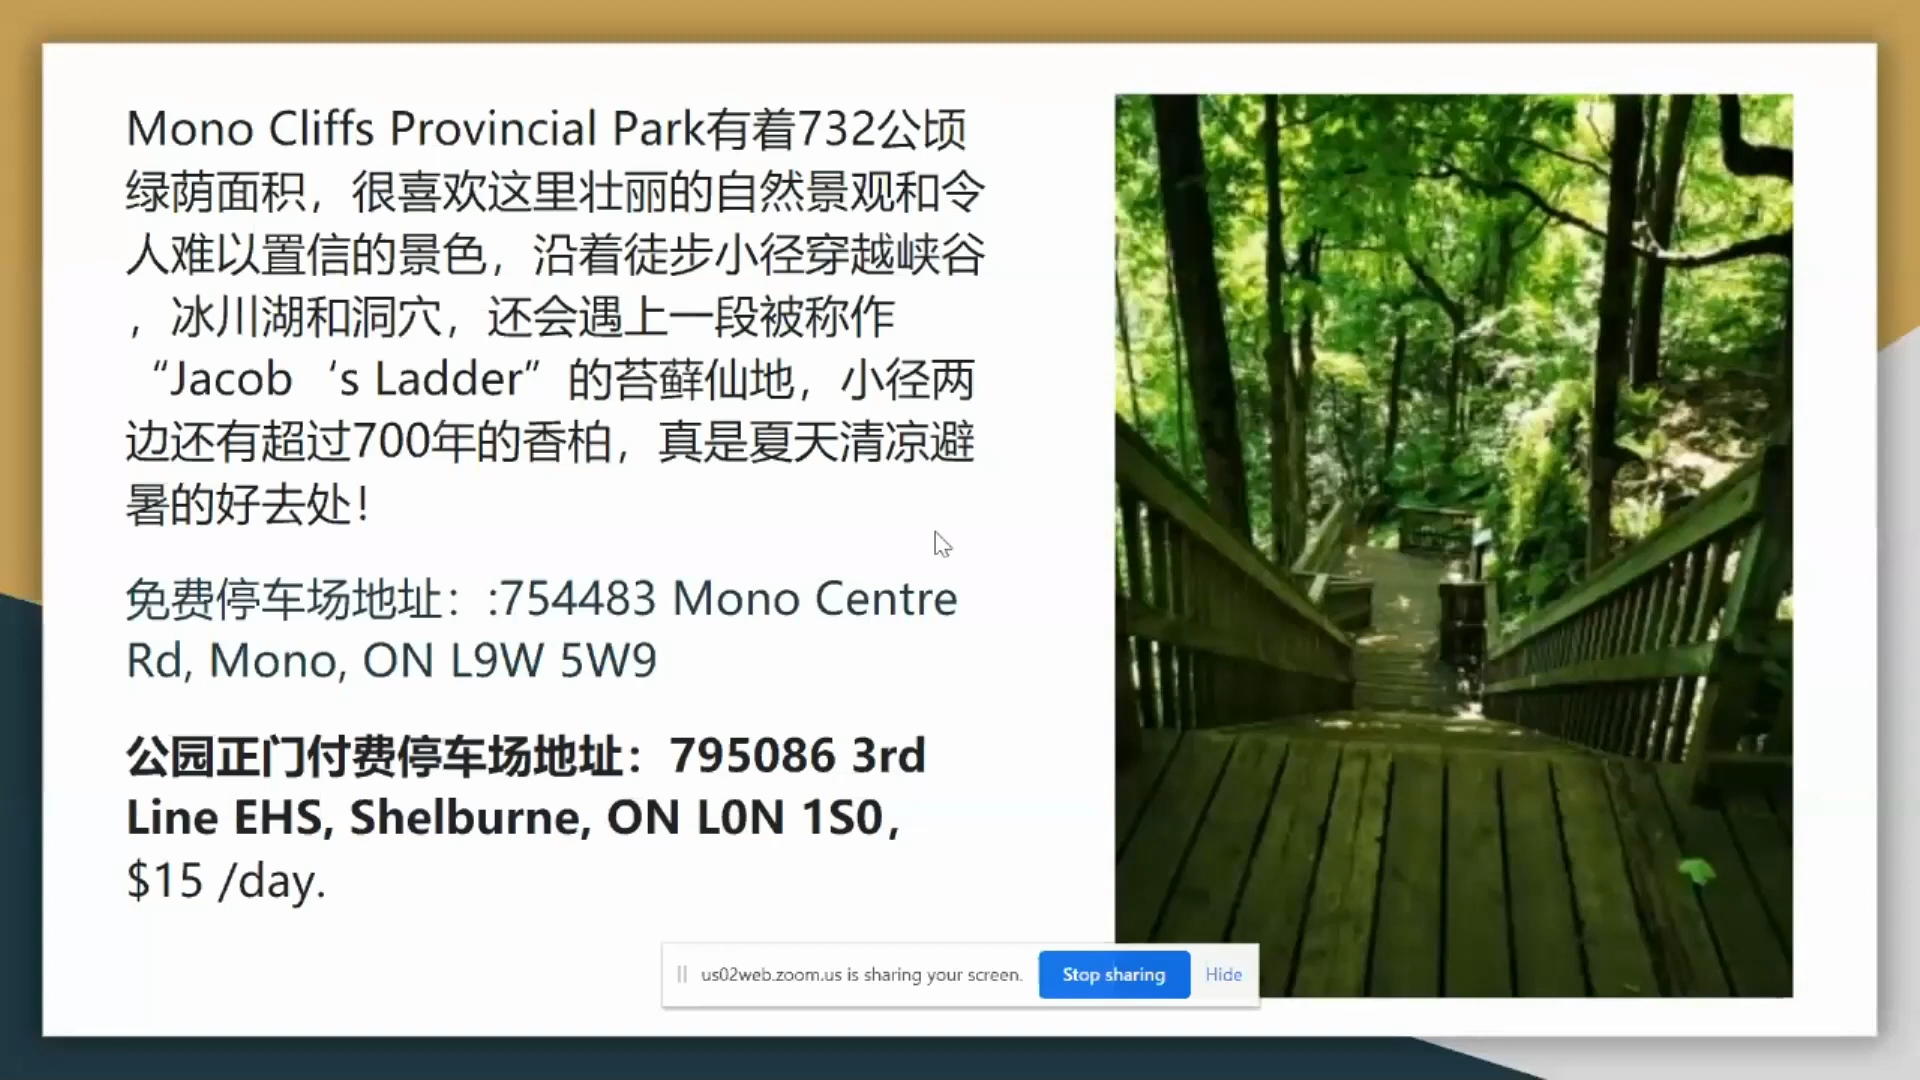 Mono Cliffs Provincial Park有着732公顷
绿荫面积，很喜欢这里壮丽的自然景观和令
人难以置信的景色，沿着徒步小径穿越峡谷
，冰川湖和洞穴，还会遇上一段被称作
“Jacob ‘s Ladder”的苔藓仙地，小径两
边还有超过700年的香柏，真是夏天清凉避
暑的好去处！
免费停车场地址：:754483 Mono Centre
Rd, Mono, ON L9W 5W9
公园正门付费停车场地址：795086 3rd
Line EHS, Shelburne, ON L0N 1S0，
$15 /day.
us02web.zoom.us is sharing your screen.
Stop sharing
Hide